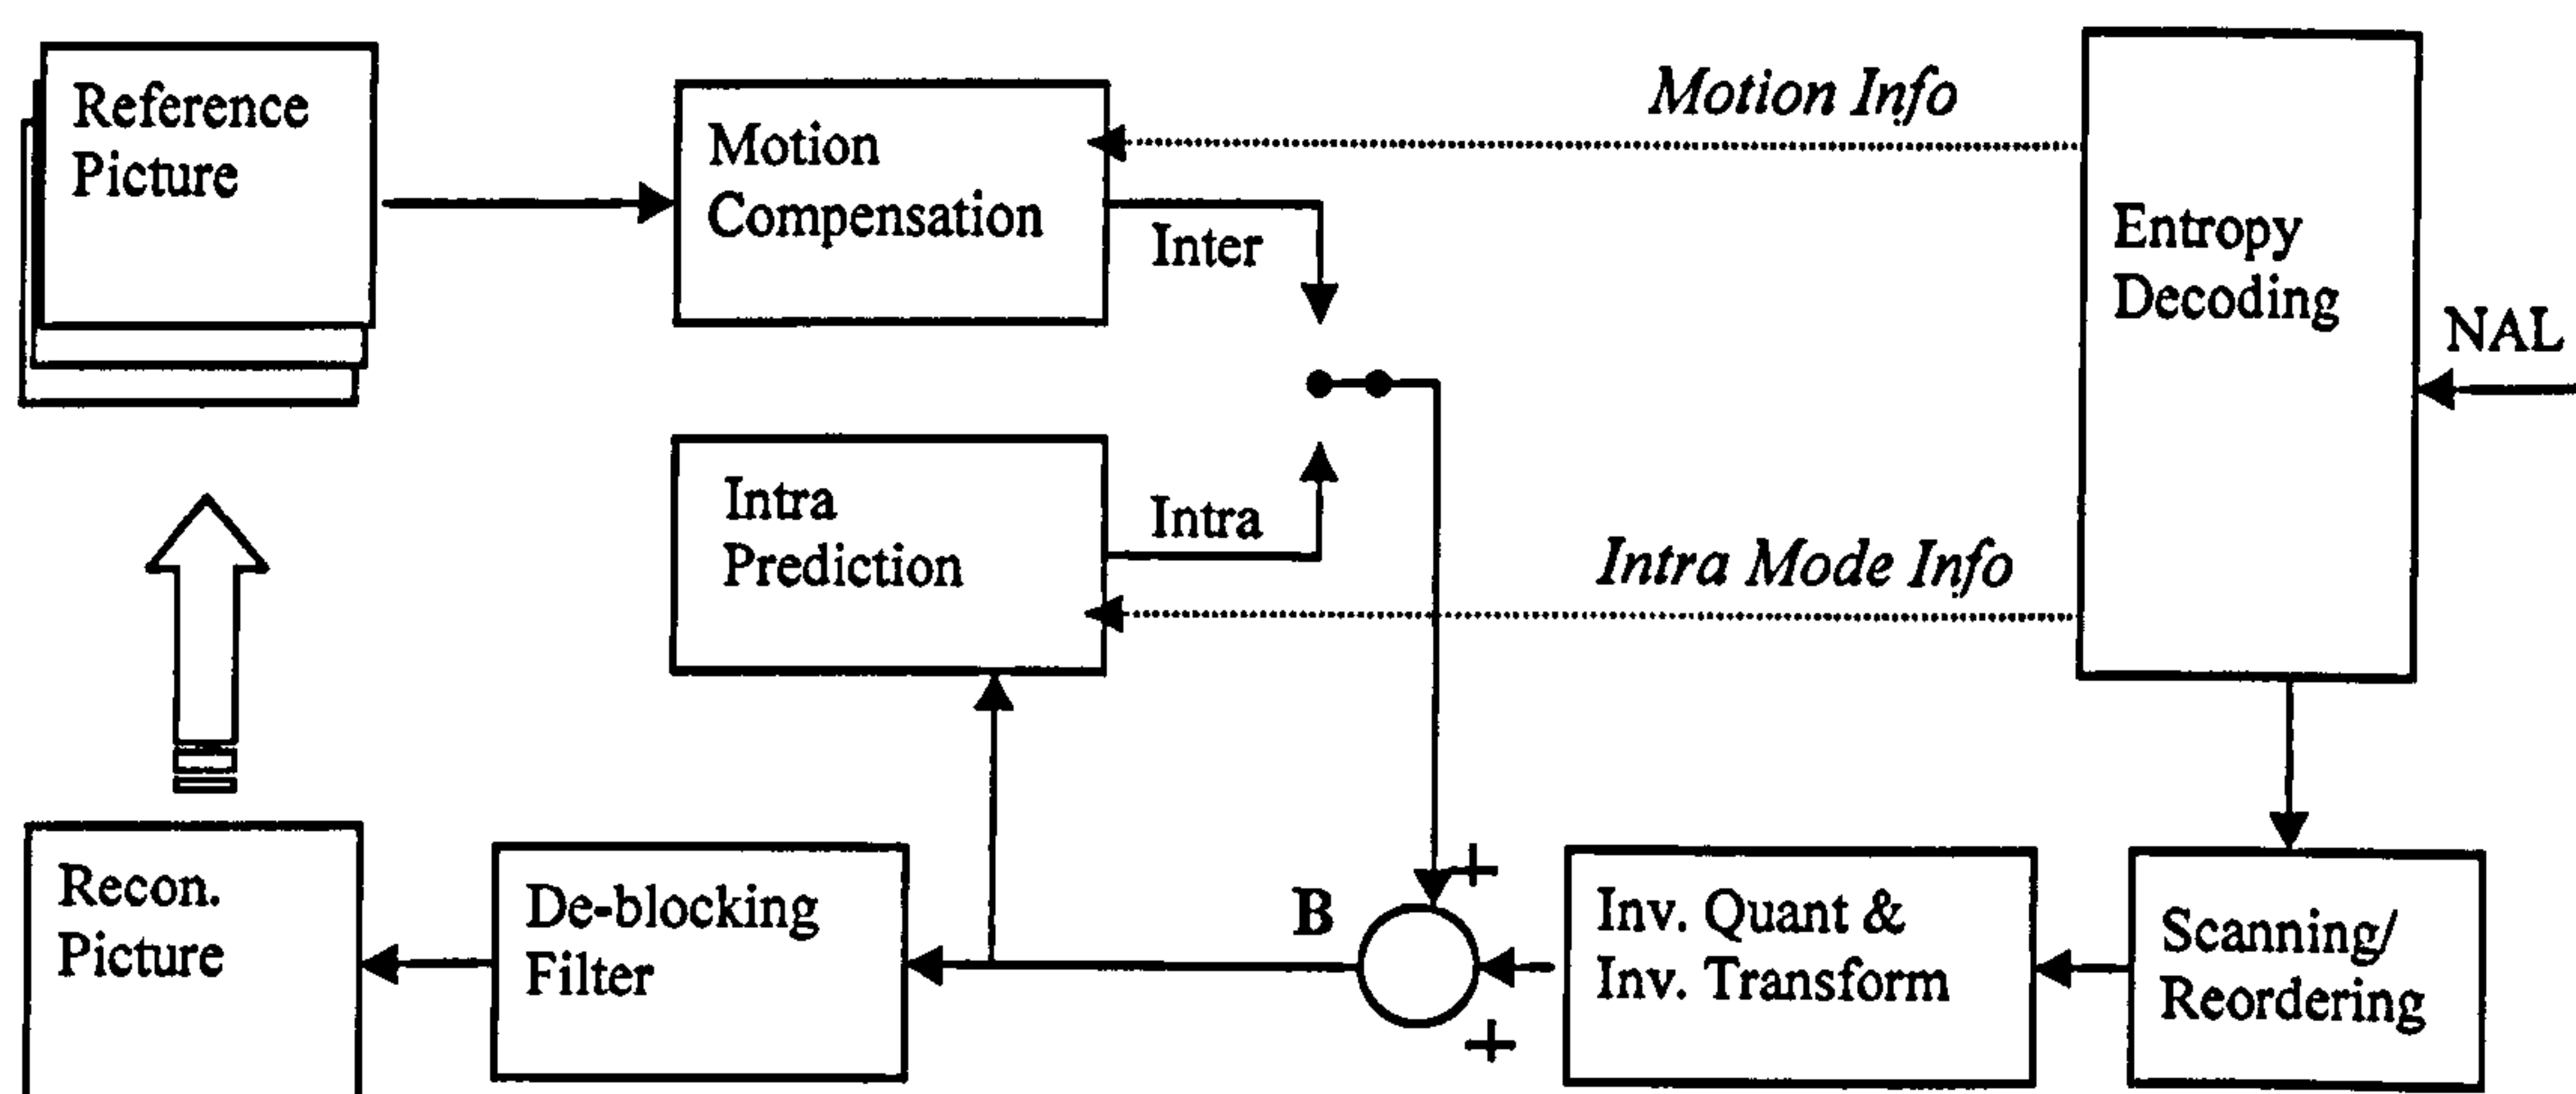 Reference
Picture
Motion
Compensation
Motion Info
Inter
Entropy
Decoding
NAL
Intra
Prediction
Intra
Intra Mode Info
Recon.
Picture
De-blocking
Filter
B
+
+
Inv. Quant &
Inv. Transform
Scanning/
Reordering